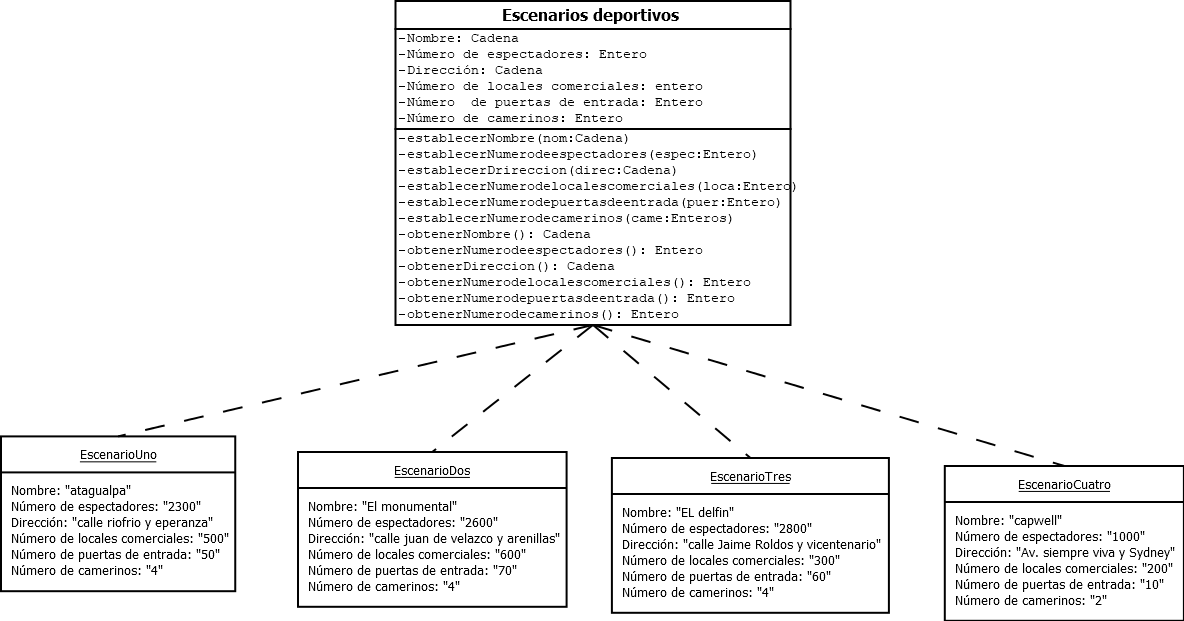 Escenarios deportivos
-Nombre: Cadena
-Número de espectadores: Entero
-Dirección: Cadena
-Número de locales comerciales: entero
-Número  de puertas de entrada: Entero
-Número de camerinos: Entero
-establecerNombre(nom:Cadena)
-establecerNumerodeespectadores(espec:Entero)
-establecerDrireccion(direc:Cadena)
-establecerNumerodelocalescomerciales(loca:Entero)
-establecerNumerodepuertasdeentrada(puer:Entero)
-establecerNumerodecamerinos(came:Enteros)
-obtenerNombre(): Cadena
-obtenerNumerodeespectadores(): Entero
-obtenerDireccion(): Cadena
-obtenerNumerodelocalescomerciales(): Entero
-obtenerNumerodepuertasdeentrada(): Entero
-obtenerNumerodecamerinos(): Entero
EscenarioUno
Nombre: "atagualpa"
Número de espectadores: "2300"
Dirección: "calle riofrio y eperanza"
Número de locales comerciales: "500"
Número de puertas de entrada: "50"
Número de camerinos: "4"
EscenarioDos
Nombre: "El monumental"
Número de espectadores: "2600"
Dirección: "calle juan de velazco y arenillas"
Número de locales comerciales: "600"
Número de puertas de entrada: "70"
Número de camerinos: "4"
EscenarioTres
Nombre: "EL delfin"
Número de espectadores: "2800"
Dirección: "calle Jaime Roldos y vicentenario"
Número de locales comerciales: "300"
Número de puertas de entrada: "60"
Número de camerinos: "4"
EscenarioCuatro
Nombre: "capwell"
Número de espectadores: "1000"
Dirección: "Av. siempre viva y Sydney"
Número de locales comerciales: "200"
Número de puertas de entrada: "10"
Número de camerinos: "2"